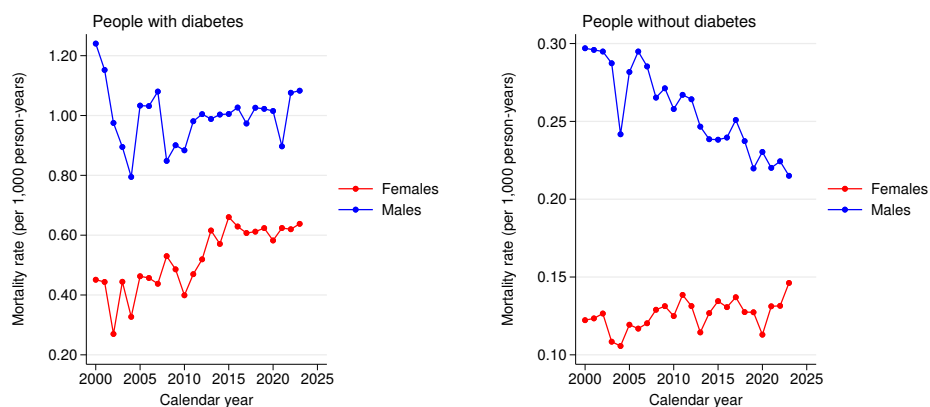 People with diabetes
Mortality rate (per 1,000 person-years)
1.20
1.00
0.80
0.60
0.40
0.20
2000 2005 2010 2015 2020 2025
Calendar year
Females
Males
People without diabetes
Mortality rate (per 1,000 person-years)
0.30
0.25
0.20
0.15
0.10
2000 2005 2010 2015 2020 2025
Calendar year
Females
Males